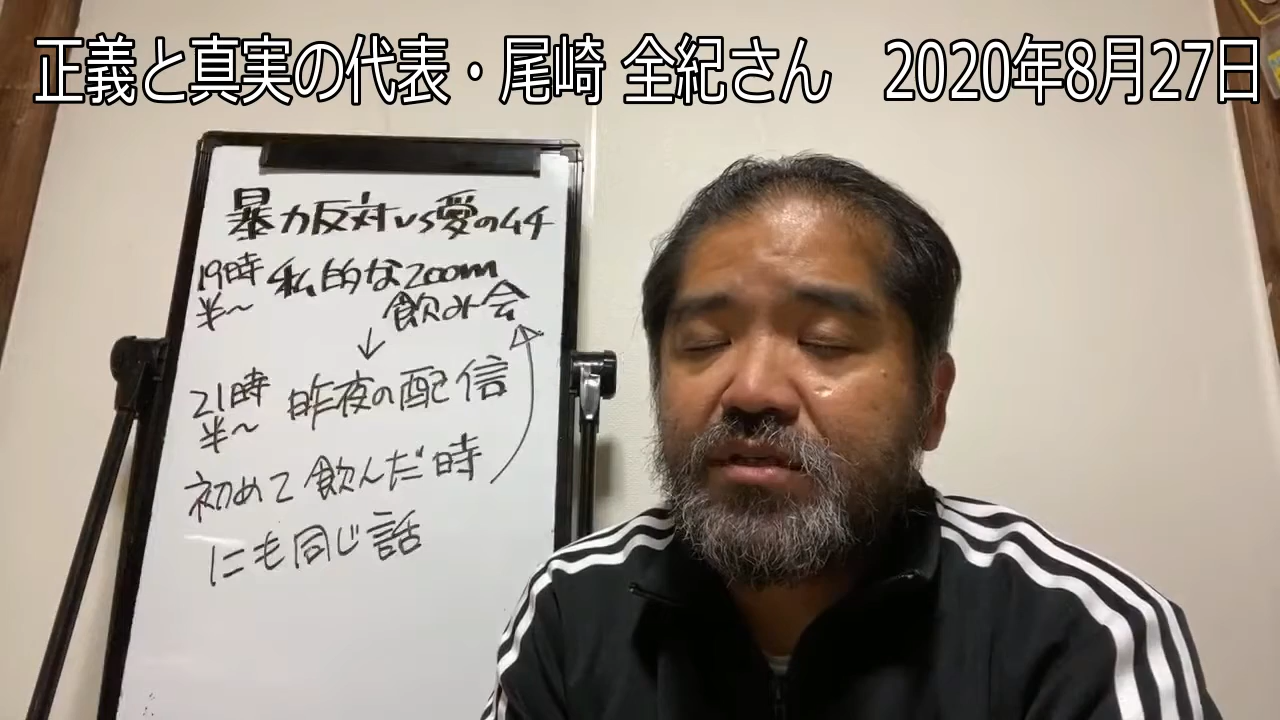 正義と真実の代表・尾崎 全紀さん　2020年8月27日
暴力反対vs愛のムチ
19時半〜 私的なzoom飲み会
↓
21時半〜 昨夜の配信
初めて飲んだ時
にも同じ話